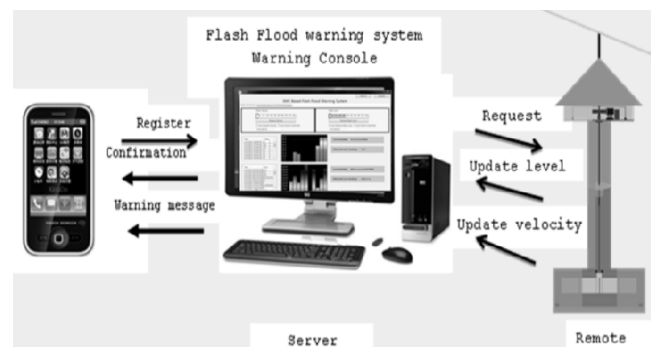 Flash Flood warning system
Warning Console
Register
Confirmation
Warning message
Request
Update level
Update velocity
Server
Remote